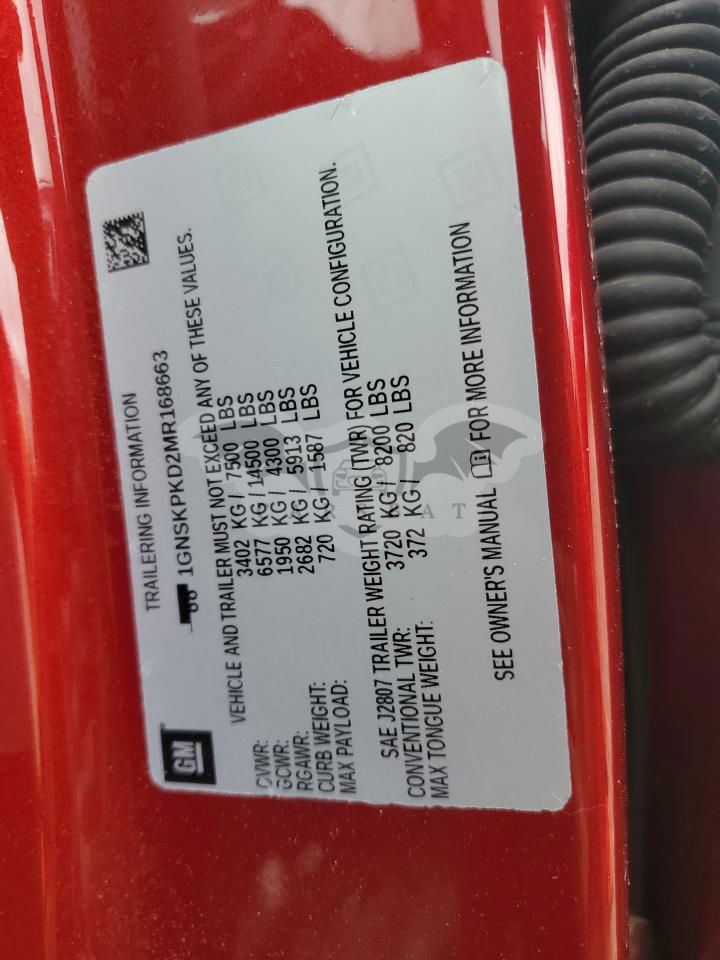 GM
TRAILERING INFORMATION
1GNSKPKD2MR168663
VEHICLE AND TRAILER MUST NOT EXCEED ANY OF THESE VALUES.
GVWR: 3402 KG / 7500 LBS
GCWR: 6577 KG /14500 LBS
RGAWR: 1950 KG / 4300 LBS
CURB WEIGHT: 2682 KG / 5913 LBS
MAX PAYLOAD: 720 KG / 1587 LBS
SAE J2807 TRAILER WEIGHT RATING (TWR) FOR VEHICLE CONFIGURATION.
CONVENTIONAL TWR: 3720 KG / 8200 LBS
MAX TONGUE WEIGHT: 372 KG / 820 LBS
SEE OWNER'S MANUAL FOR MORE INFORMATION